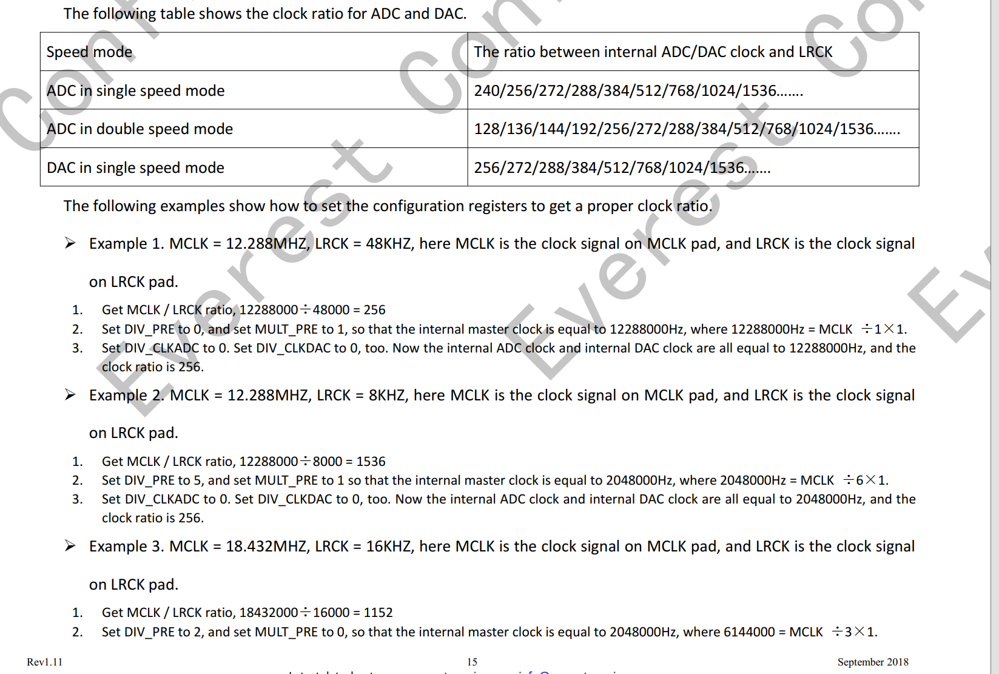 The following table shows the clock ratio for ADC and DAC.
Speed mode The ratio between internal ADC/DAC clock and LRCK
ADC in single speed mode 240/256/272/288/384/512/768/1024/1536.......
ADC in double speed mode 128/136/144/192/256/272/288/384/512/768/1024/1536.......
DAC in single speed mode 256/272/288/384/512/768/1024/1536.......
The following examples show how to set the configuration registers to get a proper clock ratio.
➢ Example 1. MCLK = 12.288MHZ, LRCK = 48KHZ, here MCLK is the clock signal on MCLK pad, and LRCK is the clock signal
on LRCK pad.
1. Get MCLK / LRCK ratio, 12288000÷48000 = 256
2. Set DIV_PRE to 0, and set MULT_PRE to 1, so that the internal master clock is equal to 12288000Hz, where 12288000Hz = MCLK ÷1×1.
3. Set DIV_CLKADC to 0. Set DIV_CLKDAC to 0, too. Now the internal ADC clock and internal DAC clock are all equal to 12288000Hz, and the
clock ratio is 256.
➢ Example 2. MCLK = 12.288MHZ, LRCK = 8KHZ, here MCLK is the clock signal on MCLK pad, and LRCK is the clock signal
on LRCK pad.
1. Get MCLK / LRCK ratio, 12288000÷8000 = 1536
2. Set DIV_PRE to 5, and set MULT_PRE to 1 so that the internal master clock is equal to 2048000Hz, where 2048000Hz = MCLK ÷6×1.
3. Set DIV_CLKADC to 0. Set DIV_CLKDAC to 0, too. Now the internal ADC clock and internal DAC clock are all equal to 2048000Hz, and the
clock ratio is 256.
➢ Example 3. MCLK = 18.432MHZ, LRCK = 16KHZ, here MCLK is the clock signal on MCLK pad, and LRCK is the clock signal
on LRCK pad.
1. Get MCLK / LRCK ratio, 18432000÷16000 = 1152
2. Set DIV_PRE to 2, and set MULT_PRE to 0, so that the internal master clock is equal to 2048000Hz, where 6144000 = MCLK ÷3×1.
Rev1.11 15 September 2018
Everest
Everest